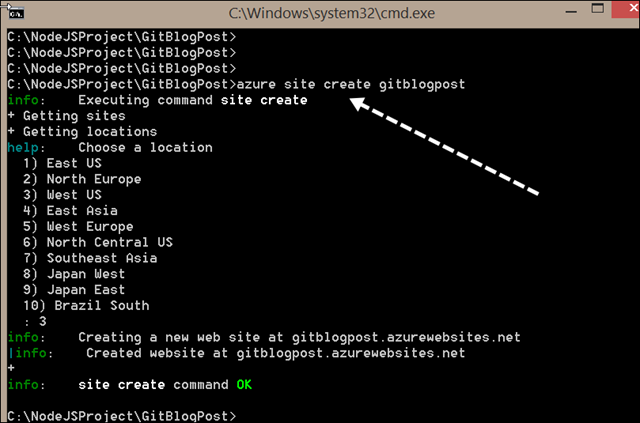 C:\Windows\system32\cmd.exe
C:\NodeJSProject\GitBlogPost>
C:\NodeJSProject\GitBlogPost>
C:\NodeJSProject\GitBlogPost>
C:\NodeJSProject\GitBlogPost>azure site create gitblogpost
info:    Executing command site create
+ Getting sites
+ Getting locations
help:    Choose a location
  1) East US
  2) North Europe
  3) West US
  4) East Asia
  5) West Europe
  6) North Central US
  7) Southeast Asia
  8) Japan West
  9) Japan East
  10) Brazil South
  : 3
info:    Creating a new web site at gitblogpost.azurewebsites.net
|info:    Created website at gitblogpost.azurewebsites.net
+
info:    site create command OK
C:\NodeJSProject\GitBlogPost>